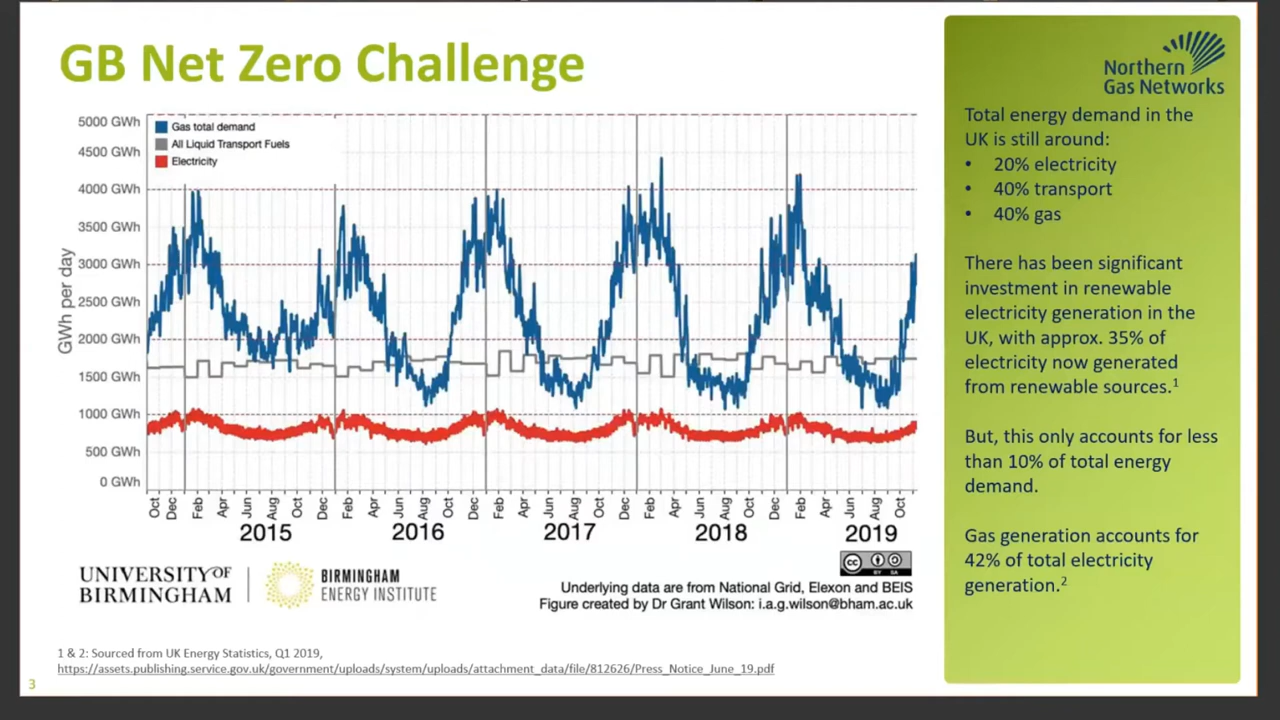 GB Net Zero Challenge
5000 GWh
4500 GWh
4000 GWh
3500 GWh
3000 GWh
2500 GWh
2000 GWh
1500 GWh
1000 GWh
500 GWh
0 GWh
GWh per day
Gas total demand
All Liquid Transport Fuels
Electricity
Oct Dec Feb Apr Jun Aug Oct Dec Feb Apr Jun Aug Oct Dec Feb Apr Jun Aug Oct Dec Feb Apr Jun Aug Oct Dec Feb Apr Jun Aug Oct
2015 2016 2017 2018 2019
UNIVERSITY OF
BIRMINGHAM
BIRMINGHAM
ENERGY INSTITUTE
cc
BY SA
Underlying data are from National Grid, Elexon and BEIS
Figure created by Dr Grant Wilson: i.a.g.wilson@bham.ac.uk
1 & 2: Sourced from UK Energy Statistics, Q1 2019,
https://assets.publishing.service.gov.uk/government/uploads/system/uploads/attachment_data/file/812626/Press_Notice_June_19.pdf
3
Northern
Gas Networks
Total energy demand in the
UK is still around:
• 20% electricity
• 40% transport
• 40% gas
There has been significant
investment in renewable
electricity generation in the
UK, with approx. 35% of
electricity now generated
from renewable sources.¹
But, this only accounts for less
than 10% of total energy
demand.
Gas generation accounts for
42% of total electricity
generation.²